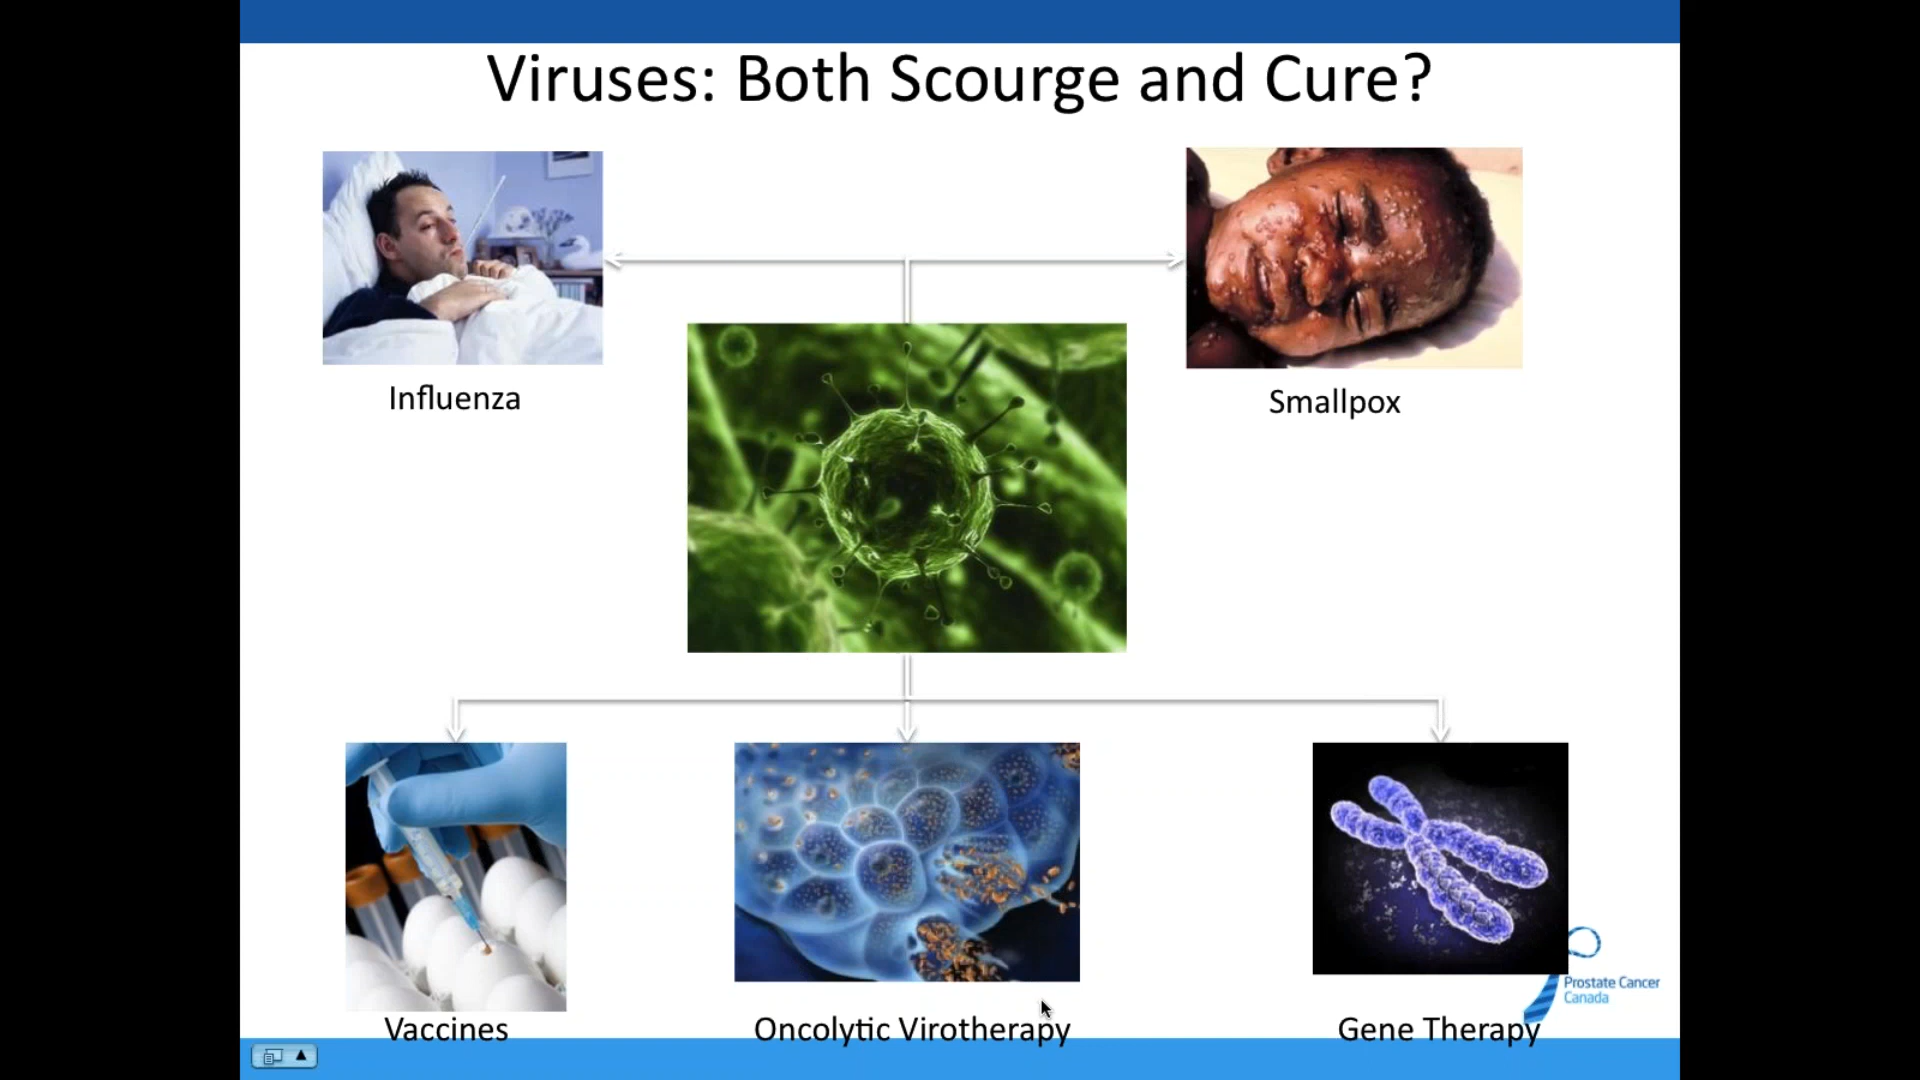 Viruses: Both Scourge and Cure?
Influenza
Smallpox
Vaccines
Oncolytic Virotherapy
Gene Therapy
Prostate Cancer
Canada